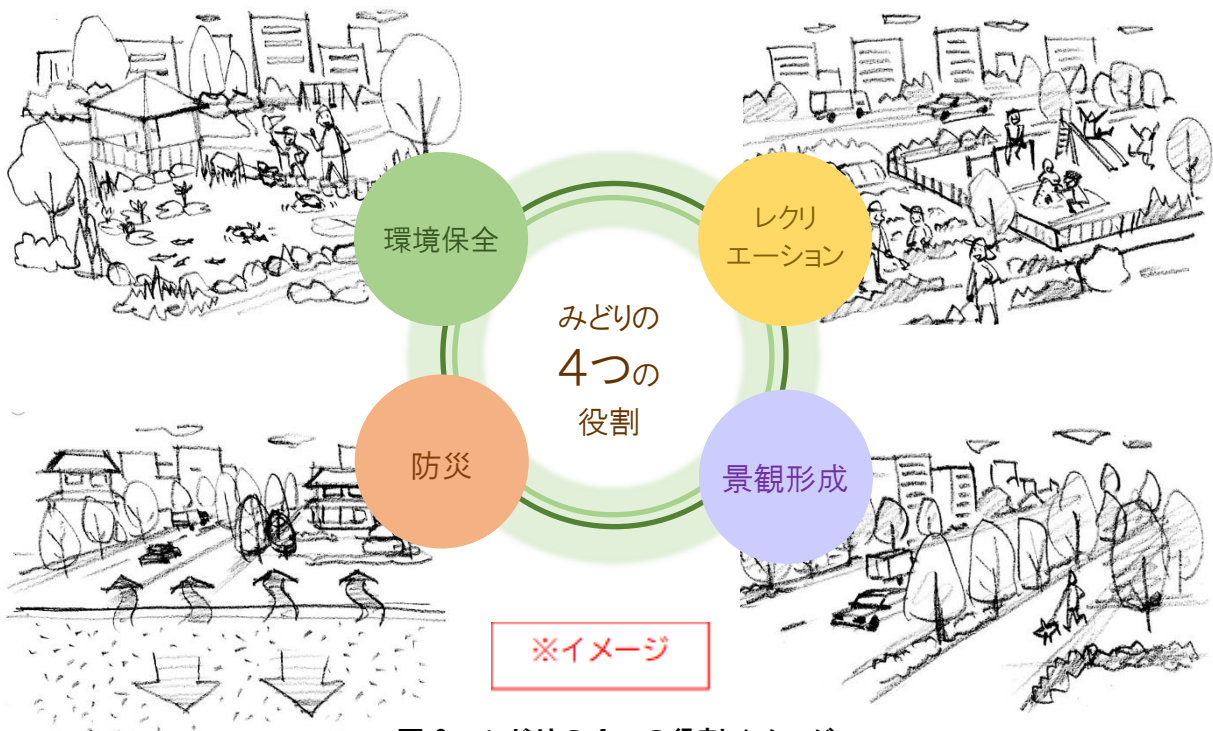 環境保全
レクリ
エーション
みどりの
4つの
役割
防災
景観形成
※イメージ